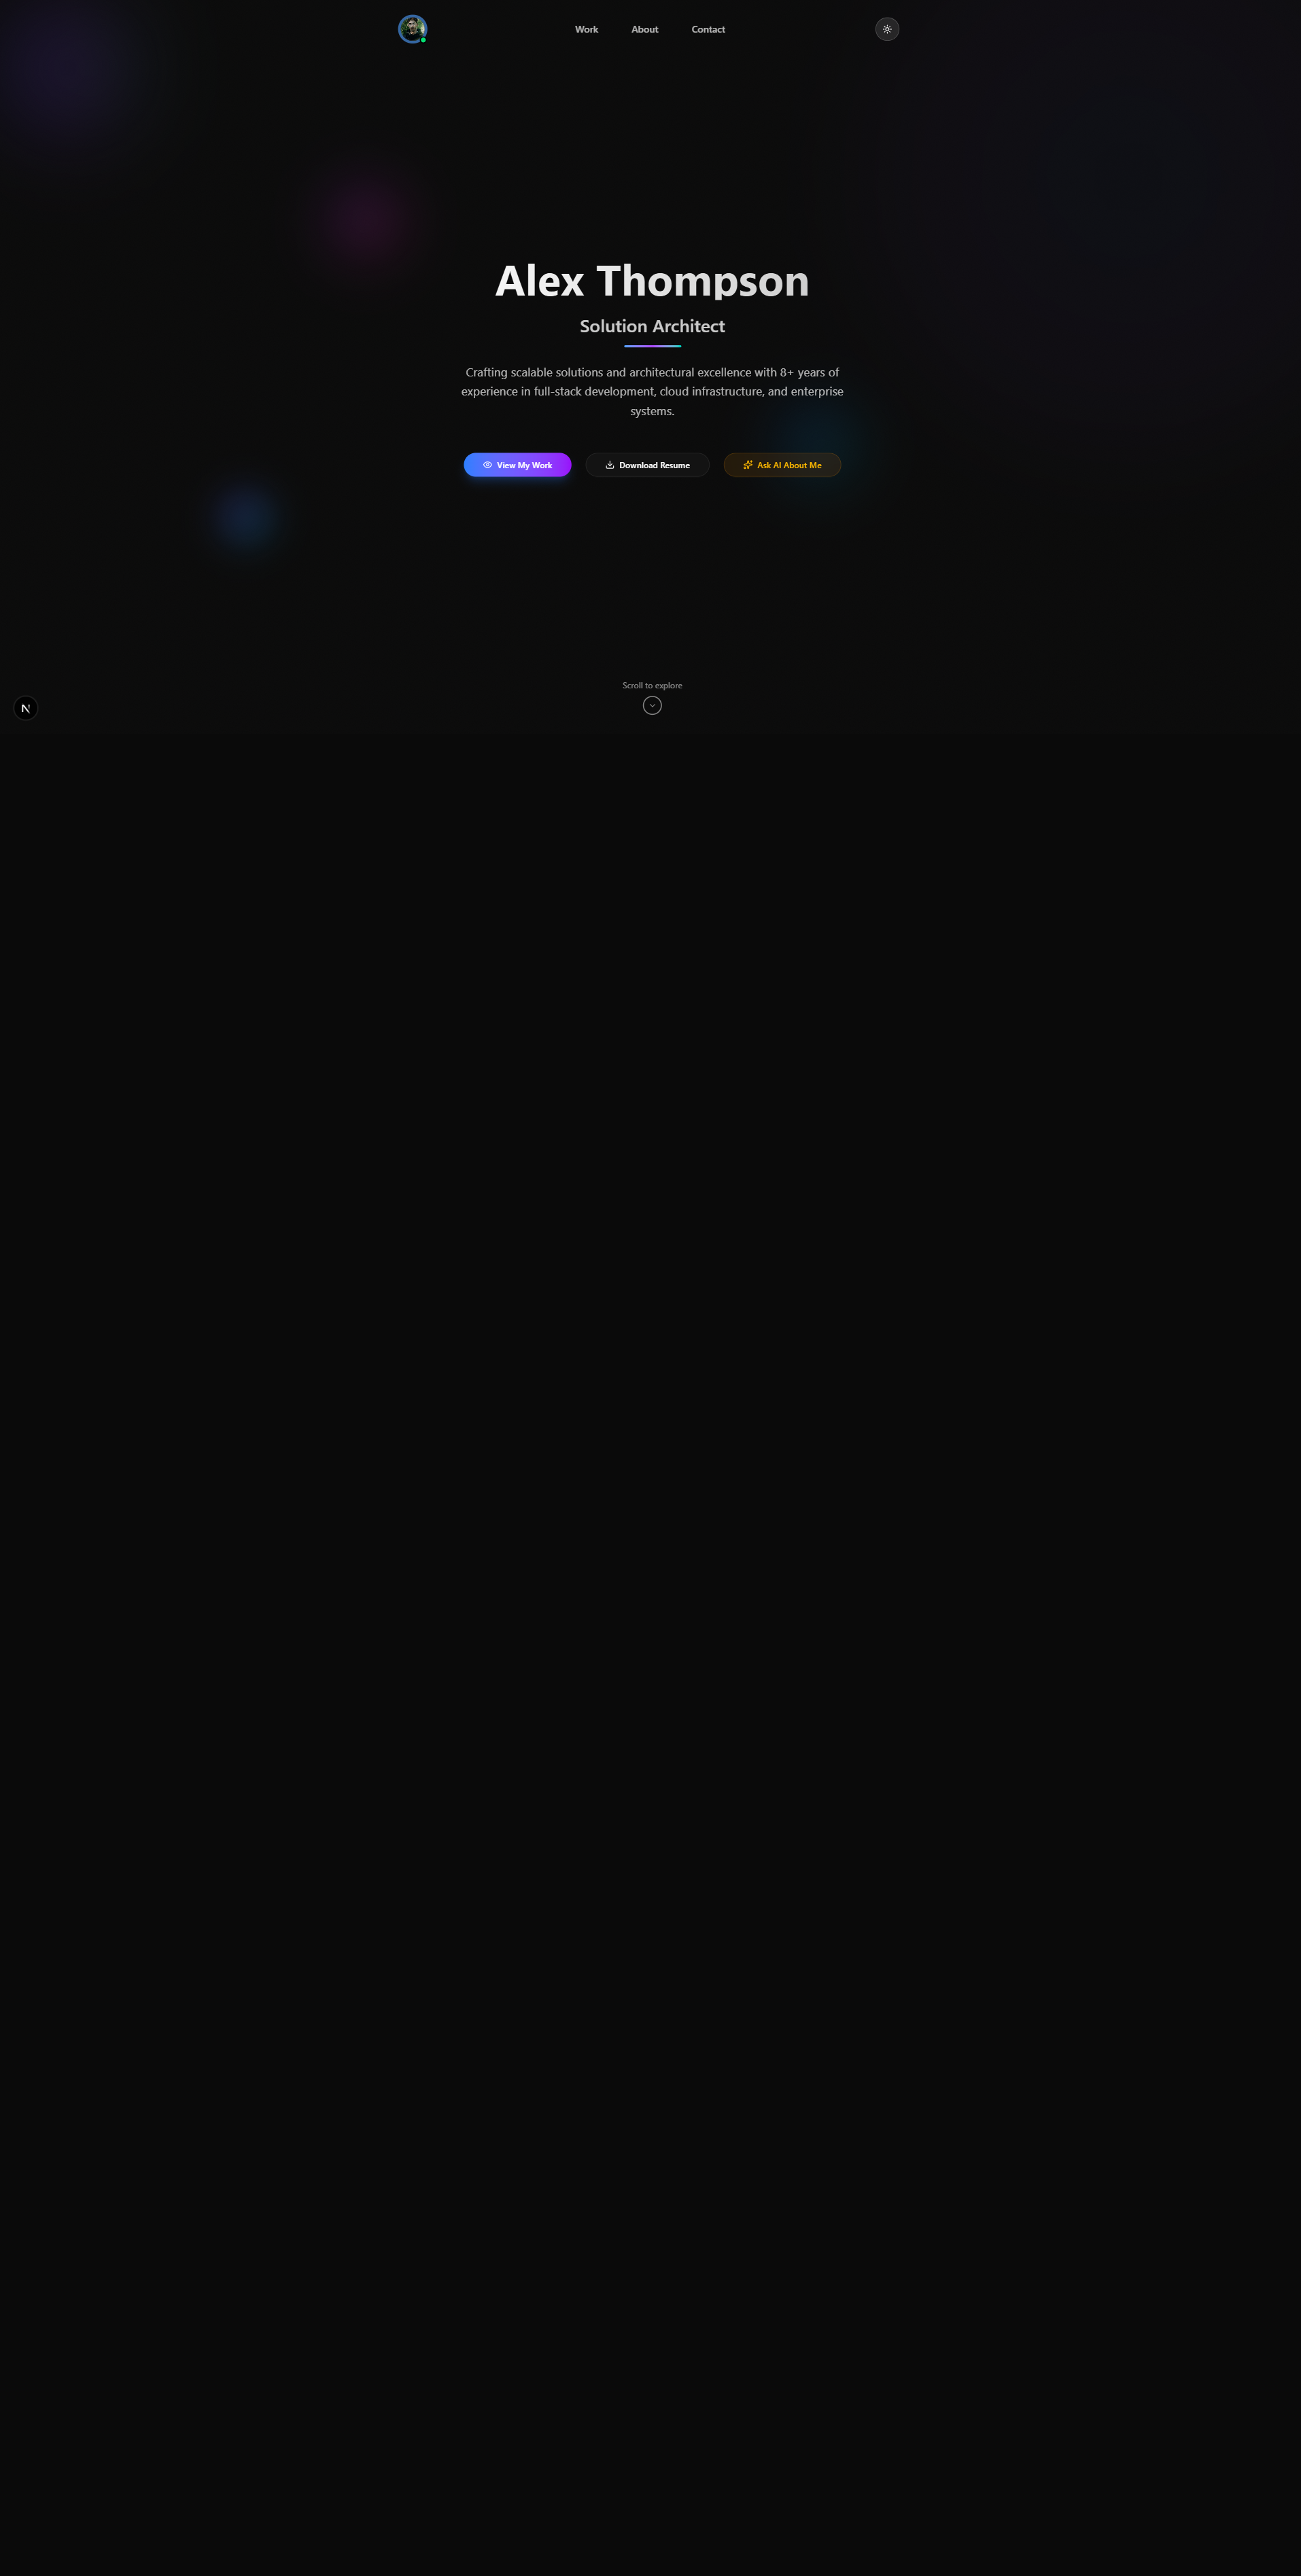 Work About Contact
Alex Thompson
Solution Architect
Crafting scalable solutions and architectural excellence with 8+ years of
experience in full-stack development, cloud infrastructure, and enterprise
systems.
View My Work Download Resume Ask AI About Me
Scroll to explore
N